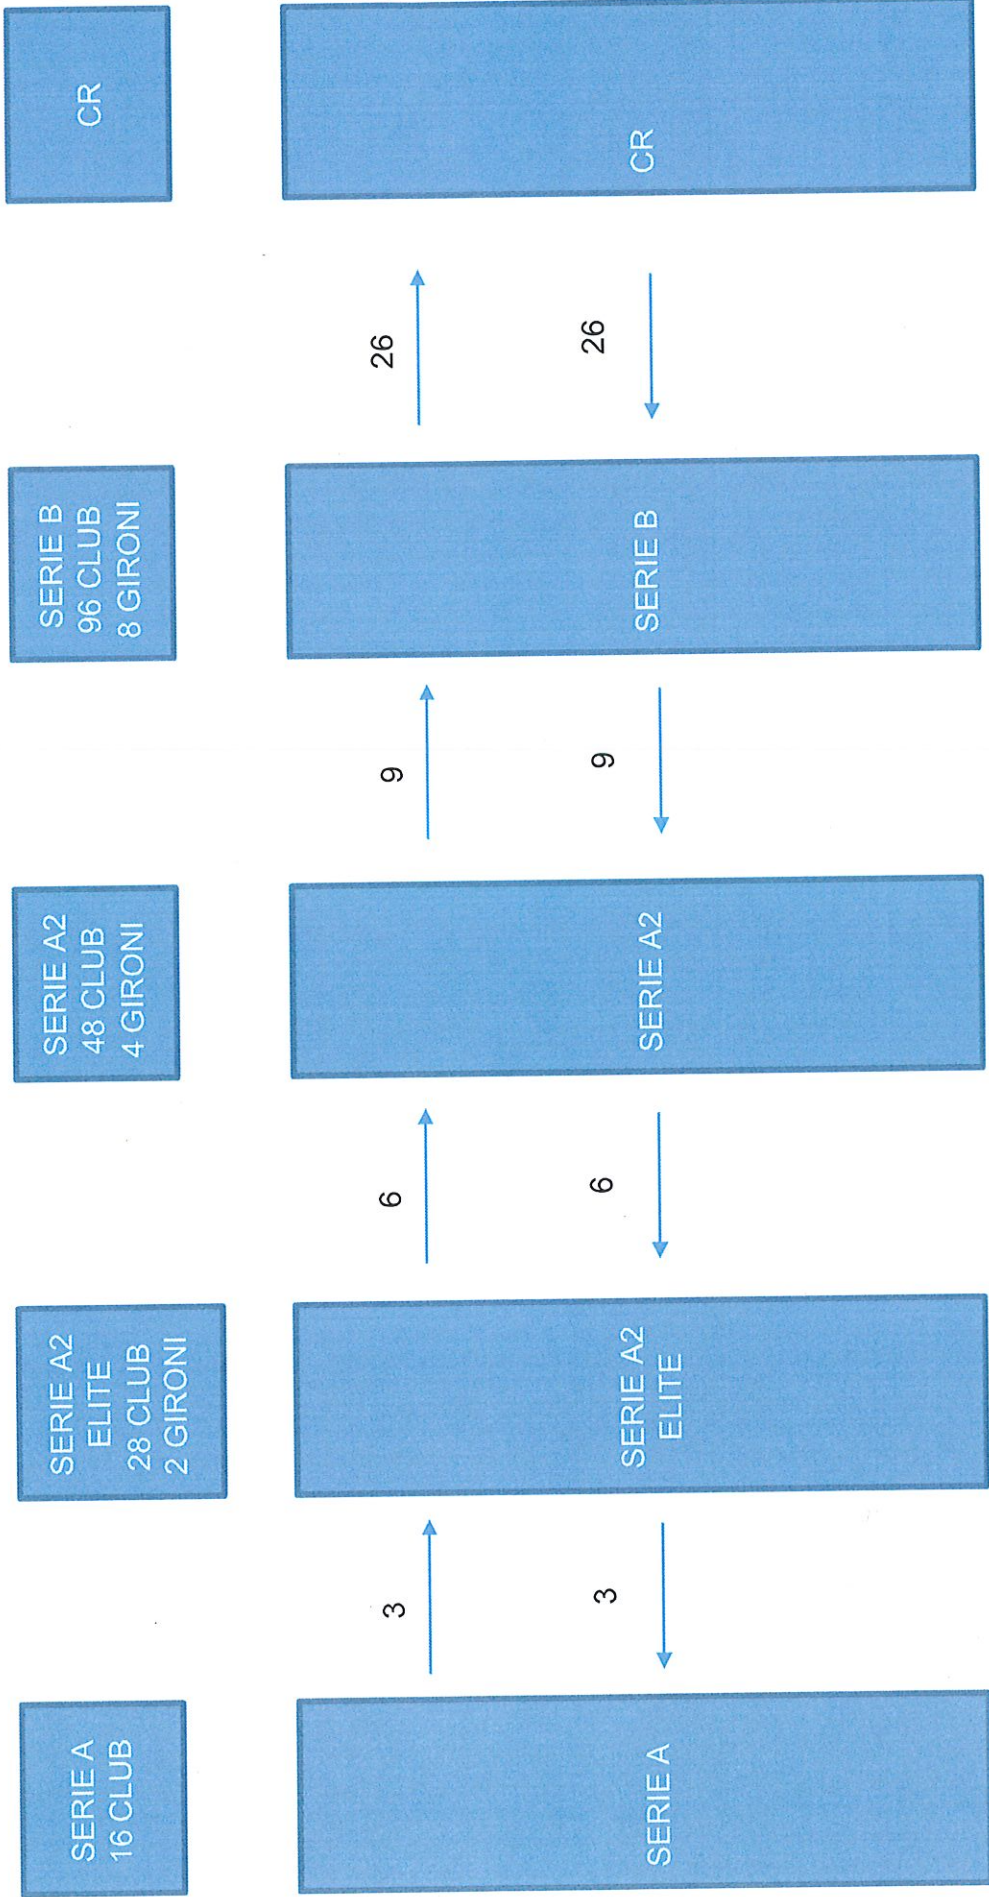 SERIE A
16 CLUB
SERIE A2
ELITE
28 CLUB
2 GIRONI
SERIE A2
48 CLUB
4 GIRONI
SERIE B
96 CLUB
8 GIRONI
CR
3
6
9
26
3
6
9
26
SERIE A
SERIE A2
ELITE
SERIE A2
SERIE B
CR